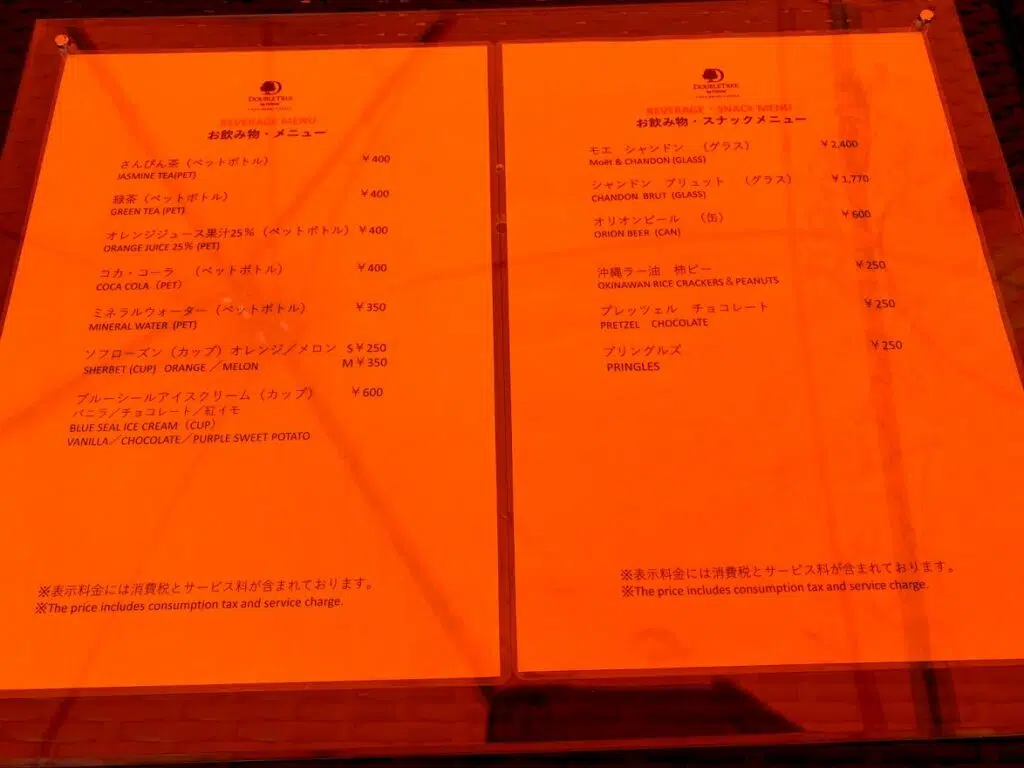 DOUBLETREE
by Hilton
BEVERAGE MENU
お飲み物・メニュー
さんぴん茶（ペットボトル） ￥400
JASMINE TEA(PET)
緑茶（ペットボトル） ￥400
GREEN TEA (PET)
オレンジジュース果汁25％（ペットボトル） ￥400
ORANGE JUICE 25％ (PET)
コカ・コーラ （ペットボトル） ￥400
COCA COLA（PET）
ミネラルウォーター（ペットボトル） ￥350
MINERAL WATER (PET)
ソフローズン（カップ）オレンジ／メロン S￥250
SHERBET (CUP) ORANGE ／MELON M￥350
ブルーシールアイスクリーム（カップ） ￥600
バニラ／チョコレート／紅イモ
BLUE SEAL ICE CREAM（CUP）
VANILLA／CHOCOLATE／PURPLE SWEET POTATO
※表示料金には消費税とサービス料が含まれております。
※The price includes consumption tax and service charge.
DOUBLETREE
by Hilton
BEVERAGE・SNACK MENU
お飲み物・スナックメニュー
モエ シャンドン （グラス） ￥2,400
Moët & CHANDON (GLASS)
シャンドン ブリュット （グラス） ￥1,770
CHANDON BRUT (GLASS)
オリオンビール （缶） ￥600
ORION BEER (CAN)
沖縄ラー油 柿ピー ￥250
OKINAWAN RICE CRACKERS＆PEANUTS
プレッツェル チョコレート ￥250
PRETZEL CHOCOLATE
プリングルズ ￥250
PRINGLES
※表示料金には消費税とサービス料が含まれております。
※The price includes consumption tax and service charge.